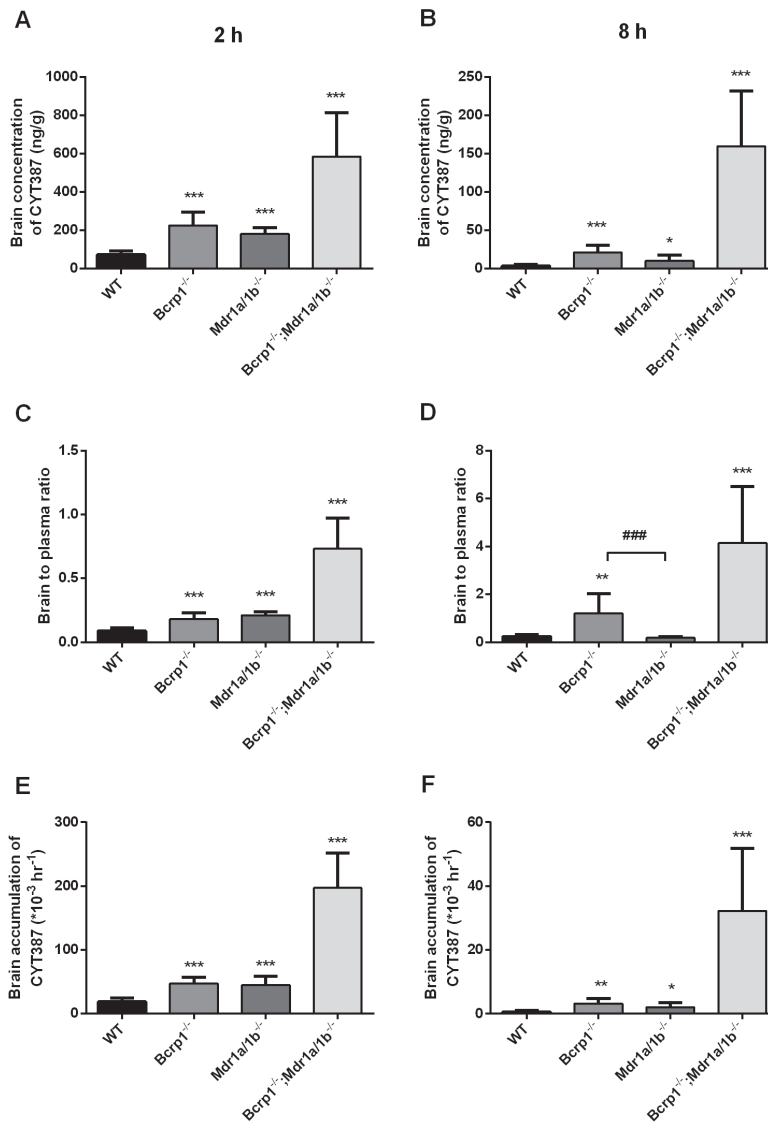 A
2 h
Brain concentration
of CYT387 (ng/g)
1000
800
600
400
200
0
***
***
***
WT
Bcrp1-/-
Mdr1a/1b-/-
Bcrp1-/-;Mdr1a/1b-/-
B
8 h
Brain concentration
of CYT387 (ng/g)
250
200
150
100
50
0
***
*
***
WT
Bcrp1-/-
Mdr1a/1b-/-
Bcrp1-/-;Mdr1a/1b-/-
C
Brain to plasma ratio
1.5
1.0
0.5
0.0
***
***
***
WT
Bcrp1-/-
Mdr1a/1b-/-
Bcrp1-/-;Mdr1a/1b-/-
D
Brain to plasma ratio
8
6
4
2
0
**
###
***
WT
Bcrp1-/-
Mdr1a/1b-/-
Bcrp1-/-;Mdr1a/1b-/-
E
Brain accumulation of
CYT387 (*10-3 hr-1)
300
200
100
0
***
***
***
WT
Bcrp1-/-
Mdr1a/1b-/-
Bcrp1-/-;Mdr1a/1b-/-
F
Brain accumulation of
CYT387 (*10-3 hr-1)
60
40
20
0
**
*
***
WT
Bcrp1-/-
Mdr1a/1b-/-
Bcrp1-/-;Mdr1a/1b-/-